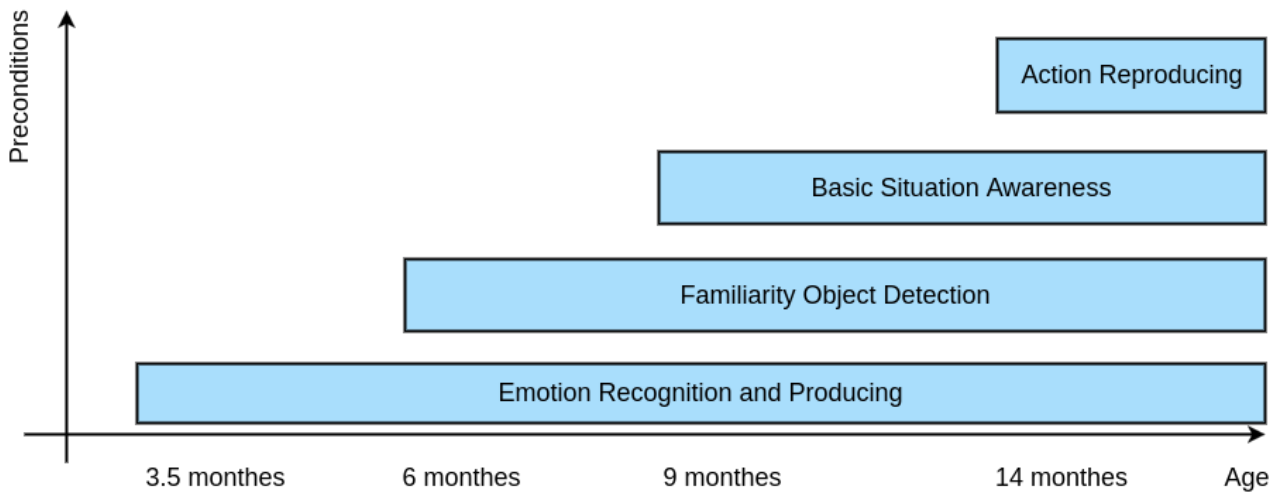 Preconditions
Action Reproducing
Basic Situation Awareness
Familiarity Object Detection
Emotion Recognition and Producing
3.5 monthes 6 monthes 9 monthes 14 monthes Age